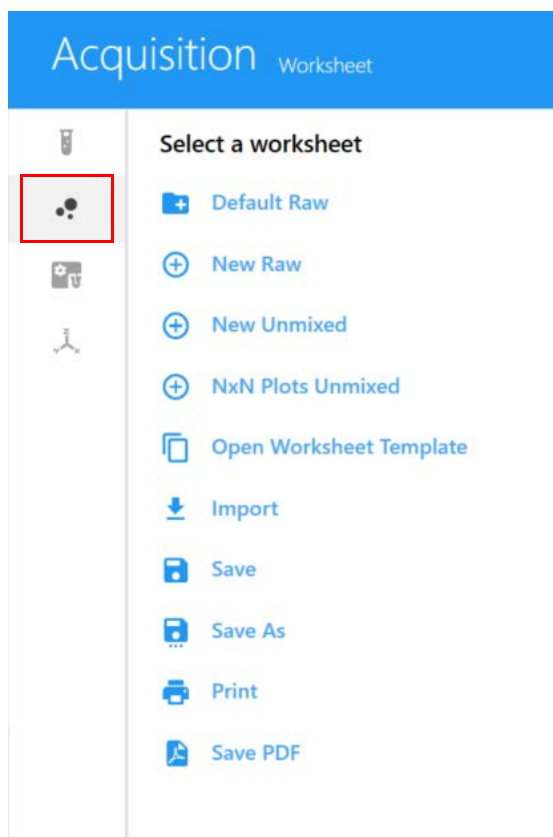 Acquisition Worksheet
Select a worksheet
Default Raw
New Raw
New Unmixed
NxN Plots Unmixed
Open Worksheet Template
Import
Save
Save As
Print
Save PDF